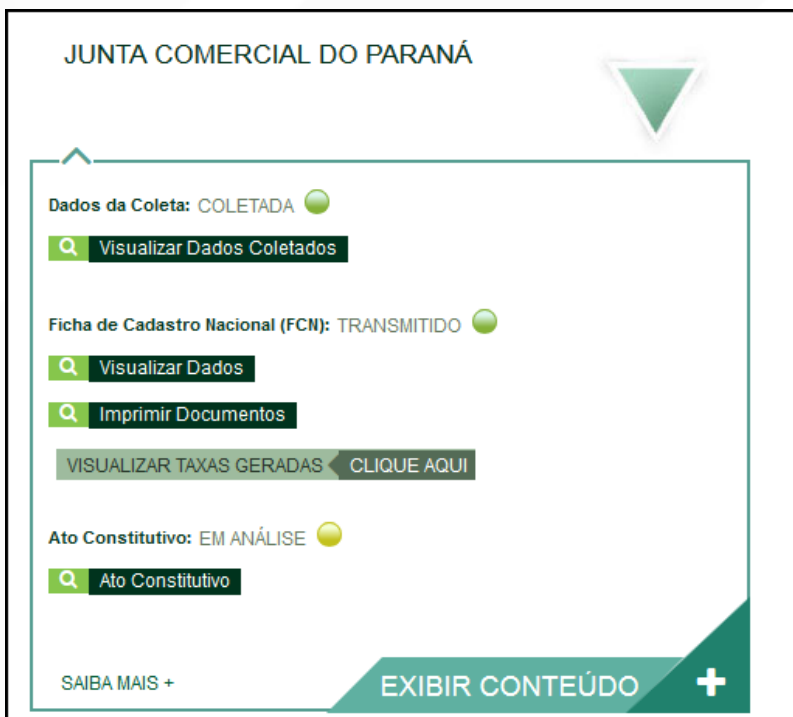 JUNTA COMERCIAL DO PARANÁ
Dados da Coleta: COLETADA
Visualizar Dados Coletados
Ficha de Cadastro Nacional (FCN): TRANSMITIDO
Visualizar Dados
Imprimir Documentos
VISUALIZAR TAXAS GERADAS CLIQUE AQUI
Ato Constitutivo: EM ANÁLISE
Ato Constitutivo
SAIBA MAIS + EXIBIR CONTEÚDO +